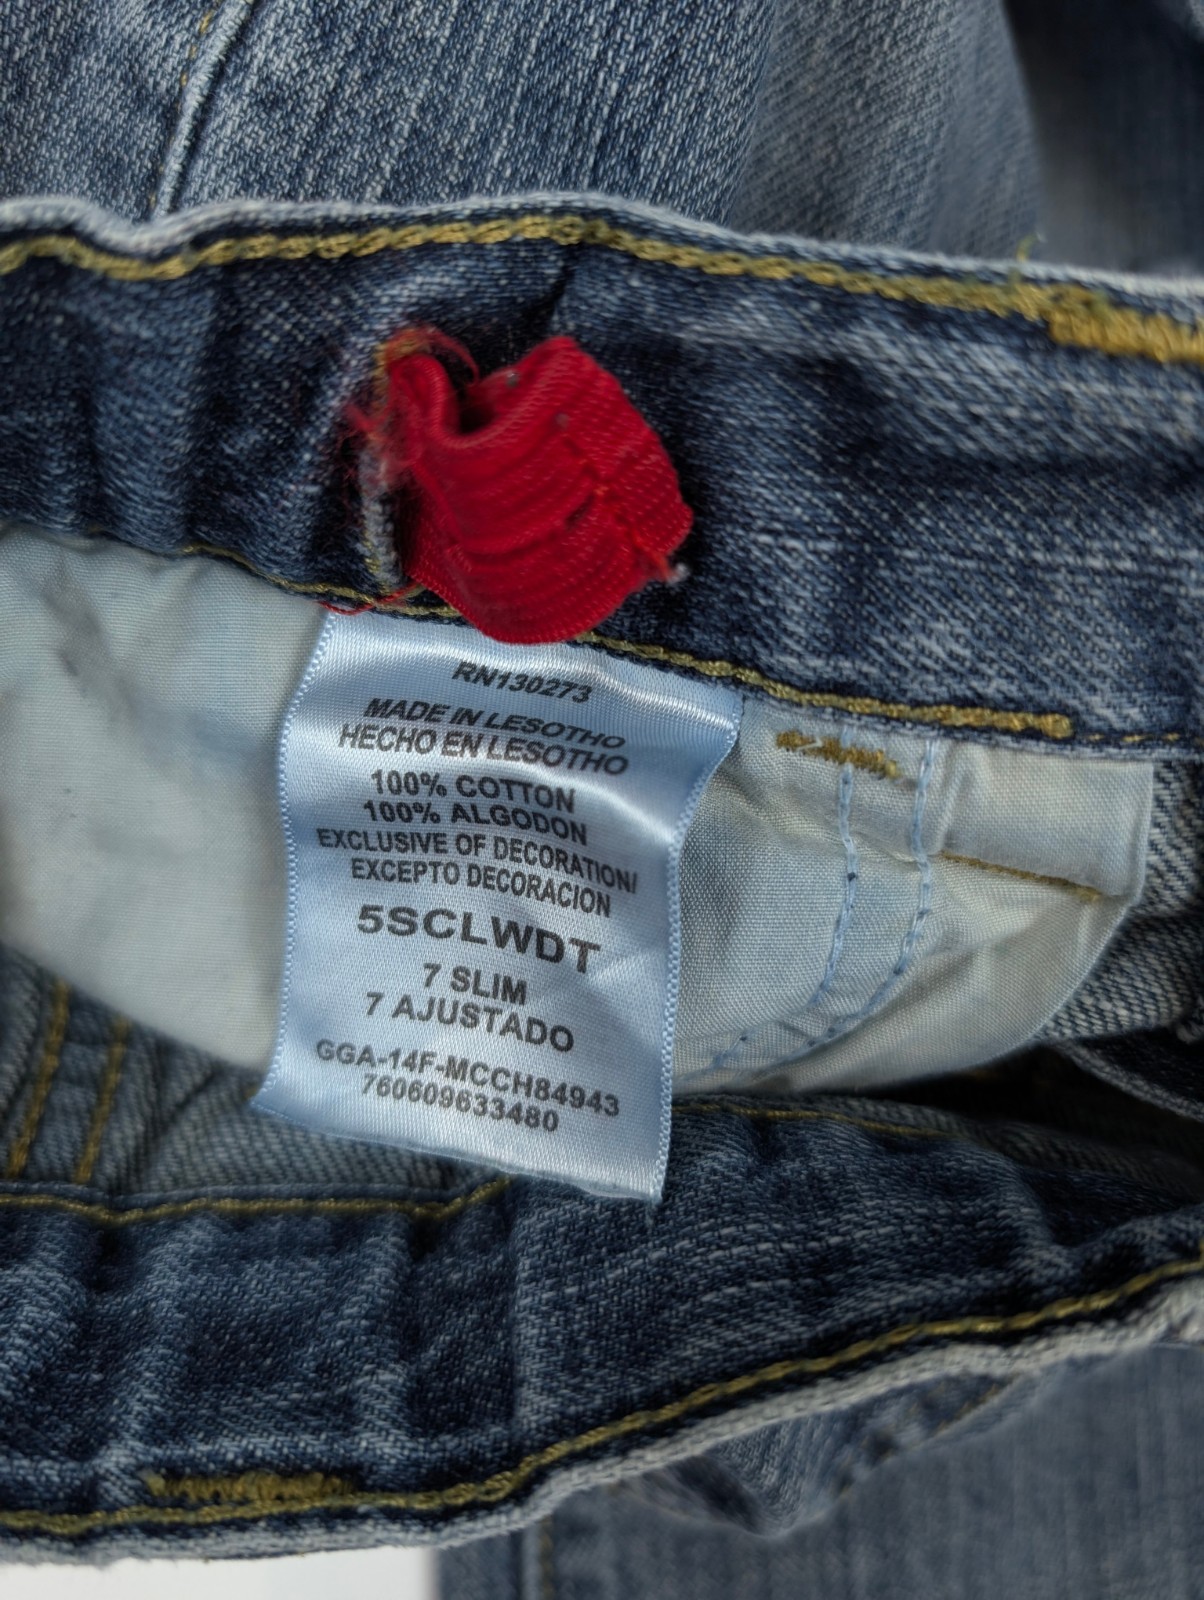 RN130273
MADE IN LESOTHO
HECHO EN LESOTHO
100% COTTON
100% ALGODON
EXCLUSIVE OF DECORATION/
EXCEPTO DECORACION
5SCLWDT
7 SLIM
7 AJUSTADO
GGA-14F-MCCH84943
760609633480